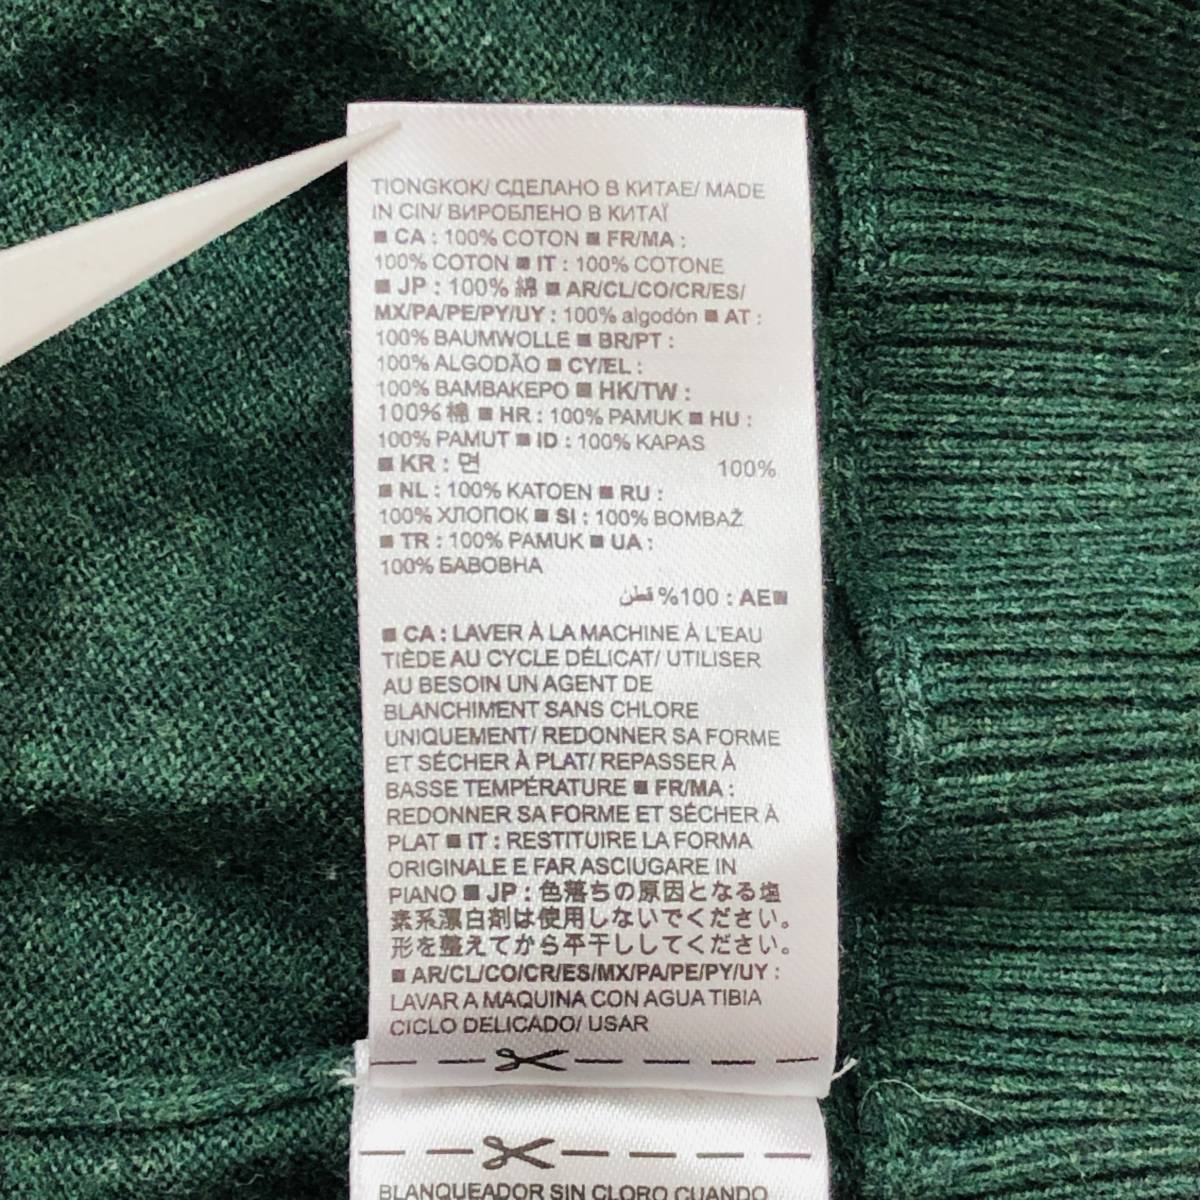 TIONGKOK/ СДЕЛАНО В КИТАЕ/ MADE
IN CIN/ ВИРОБЛЕНО В КИТАЇ
■ CA : 100% COTON ■ FR/MA :
100% COTON ■ IT : 100% COTONE
■ JP : 100% 綿 ■ AR/CL/CO/CR/ES/
MX/PA/PE/PY/UY : 100% algodón ■ AT :
100% BAUMWOLLE ■ BR/PT :
100% ALGODÃO ■ CY/EL :
100% ΒΑΜΒΑΚΕΡΟ ■ HK/TW :
100% 棉 ■ HR : 100% PAMUK ■ HU :
100% PAMUT ■ ID : 100% KAPAS
■ KR : 면 100%
■ NL : 100% KATOEN ■ RU :
100% ХЛОПОК ■ SI : 100% BOMBAŽ
■ TR : 100% PAMUK ■ UA :
100% БАВОВНА
■AE : 100% قطن
■ CA : LAVER À LA MACHINE À L'EAU
TIÈDE AU CYCLE DÉLICAT/ UTILISER
AU BESOIN UN AGENT DE
BLANCHIMENT SANS CHLORE
UNIQUEMENT/ REDONNER SA FORME
ET SÉCHER À PLAT/ REPASSER À
BASSE TEMPÉRATURE ■ FR/MA :
REDONNER SA FORME ET SÉCHER À
PLAT ■ IT : RESTITUIRE LA FORMA
ORIGINALE E FAR ASCIUGARE IN
PIANO ■ JP : 色落ちの原因となる塩
素系漂白剤は使用しないでください。
形を整えてから平干ししてください。
■ AR/CL/CO/CR/ES/MX/PA/PE/PY/UY :
LAVAR A MAQUINA CON AGUA TIBIA
CICLO DELICADO/ USAR
BLANQUEADOR SIN CLORO CUANDO